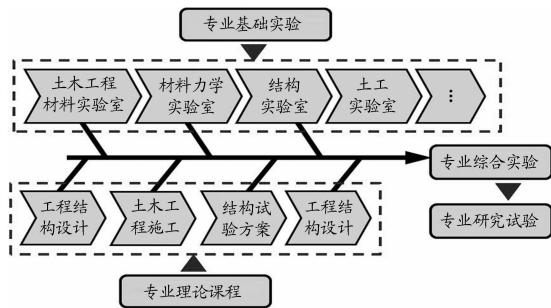 专业基础实验
土木工程
材料实验室
材料力学
实验室
结构
实验室
土工
实验室
⋮
专业综合实验
专业研究试验
工程结
构设计
土木工
程施工
结构试
验方案
工程结
构设计
专业理论课程